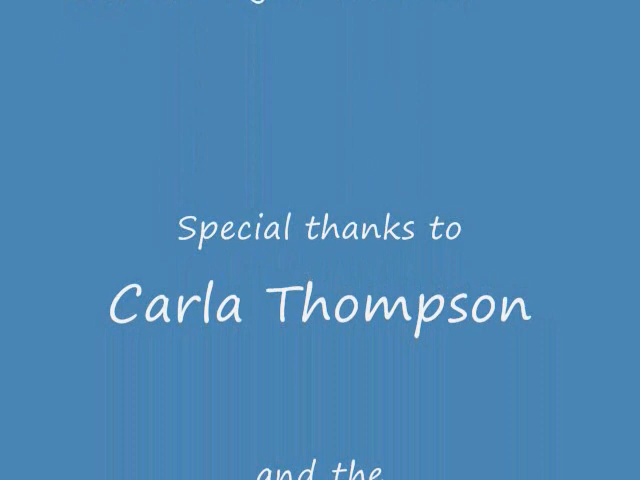 Special thanks to
Carla Thompson
and the